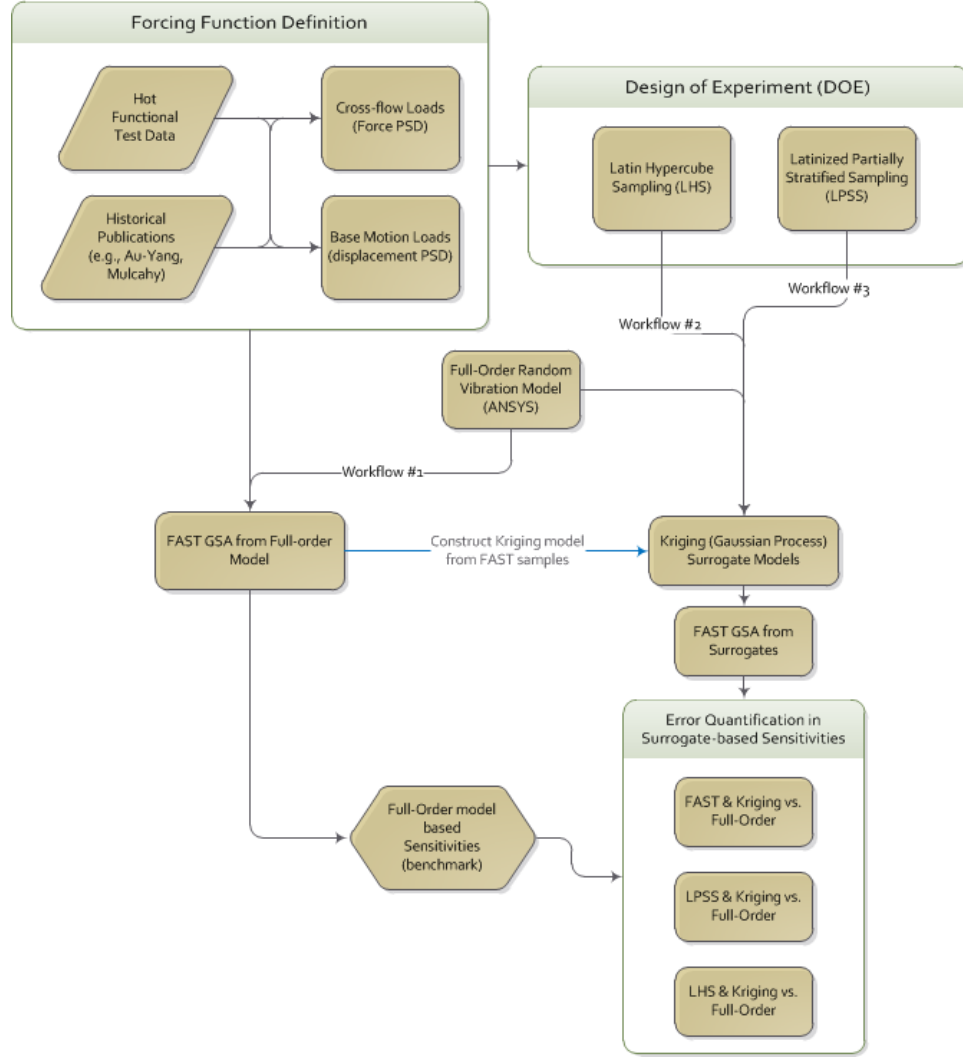 Forcing Function Definition
Hot
Functional
Test Data
Cross-flow Loads
(Force PSD)
Historical
Publications
(e.g., Au-Yang,
Mulcahy)
Base Motion Loads
(displacement PSD)
Design of Experiment (DOE)
Latin Hypercube
Sampling (LHS)
Latinized Partially
Stratified Sampling
(LPSS)
Workflow #3
Workflow #2
Full-Order Random
Vibration Model
(ANSYS)
Workflow #1
FAST GSA from Full-order
Model
Construct Kriging model
from FAST samples
Kriging (Gaussian Process)
Surrogate Models
FAST GSA from
Surrogates
Error Quantification in
Surrogate-based Sensitivities
FAST & Kriging vs.
Full-Order
Full-Order model
based
Sensitivities
(benchmark)
LPSS & Kriging vs.
Full-Order
LHS & Kriging vs.
Full-Order